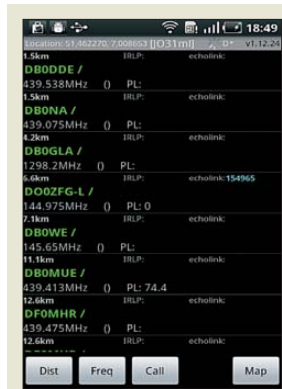 18:49
Location: 51.462270, 7.008653 [JO31ml] D* v1.12.24
1.5km IRLP: echolink:
DB0DDE /
439.538MHz () PL:
1.5km IRLP: echolink:
DB0NA /
439.075MHz () PL:
4.2km IRLP: echolink:
DB0GLA /
1298.2MHz () PL:
6.6km IRLP: echolink:154965
DO0ZFG-L /
144.975MHz () PL: 0
7.1km IRLP: echolink:
DB0WE /
145.65MHz () PL:
11.1km IRLP: echolink:
DB0MUE /
439.413MHz () PL: 74.4
12.6km IRLP: echolink:
DF0MHR /
439.475MHz () PL:
12.6km IRLP: echolink:
Dist Freq Call Map